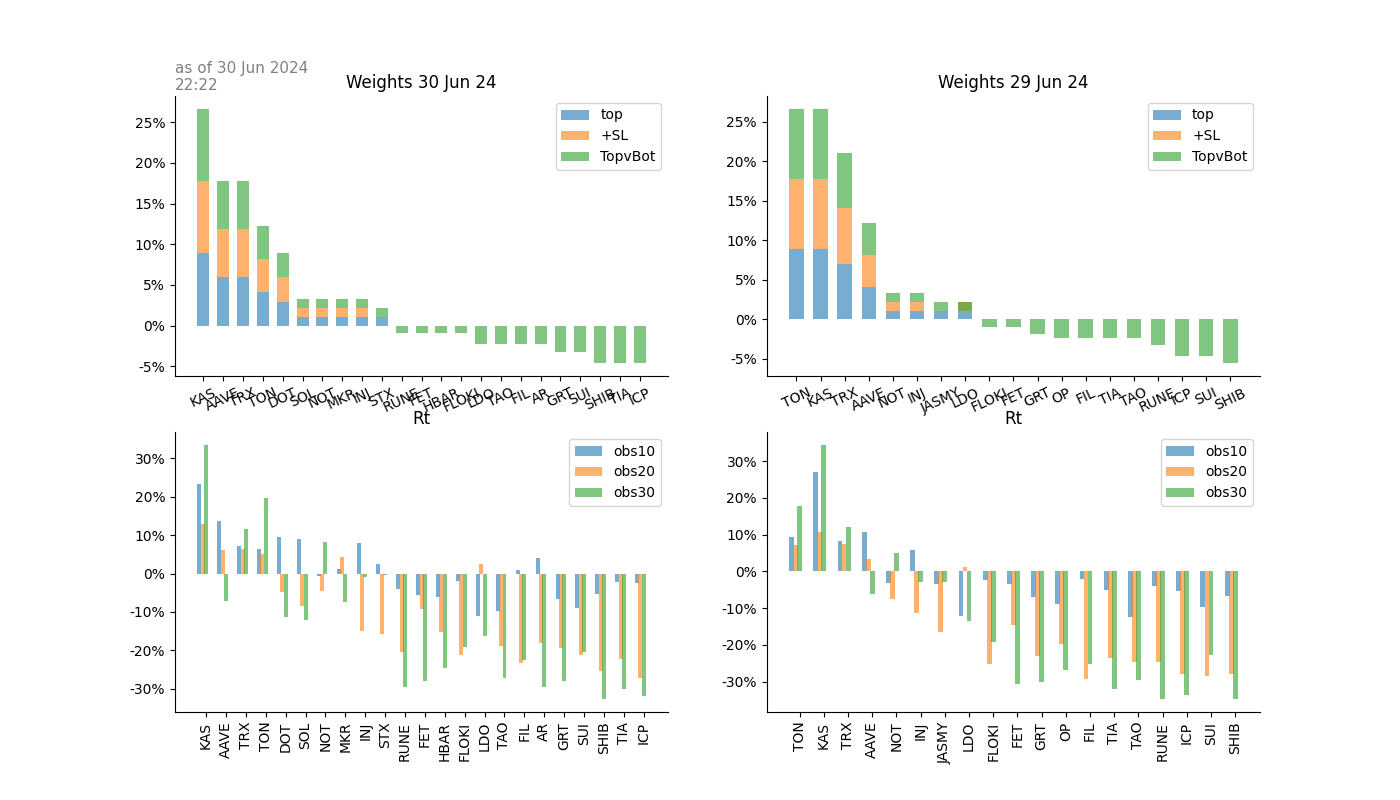 as of 30 Jun 2024
22:22
Weights 30 Jun 24
25%
20%
15%
10%
5%
0%
-5%
top
+SL
TopvBot
KAS AAVE TRX TON DOT SOL NOT MKR INJ STX RUNE FET HBAR FLOKI LDO TAO FIL AR GRT SUI SHIB TIA ICP
Weights 29 Jun 24
25%
20%
15%
10%
5%
0%
-5%
top
+SL
TopvBot
TON KAS TRX AAVE NOT INJ JASMY LDO FLOKI FET GRT OP FIL TIA TAO RUNE ICP SUI SHIB
Rt
30%
20%
10%
0%
-10%
-20%
-30%
obs10
obs20
obs30
KAS AAVE TRX TON DOT SOL NOT MKR INJ STX RUNE FET HBAR FLOKI LDO TAO FIL AR GRT SUI SHIB TIA ICP
Rt
30%
20%
10%
0%
-10%
-20%
-30%
obs10
obs20
obs30
TON KAS TRX AAVE NOT INJ JASMY LDO FLOKI FET GRT OP FIL TIA TAO RUNE ICP SUI SHIB